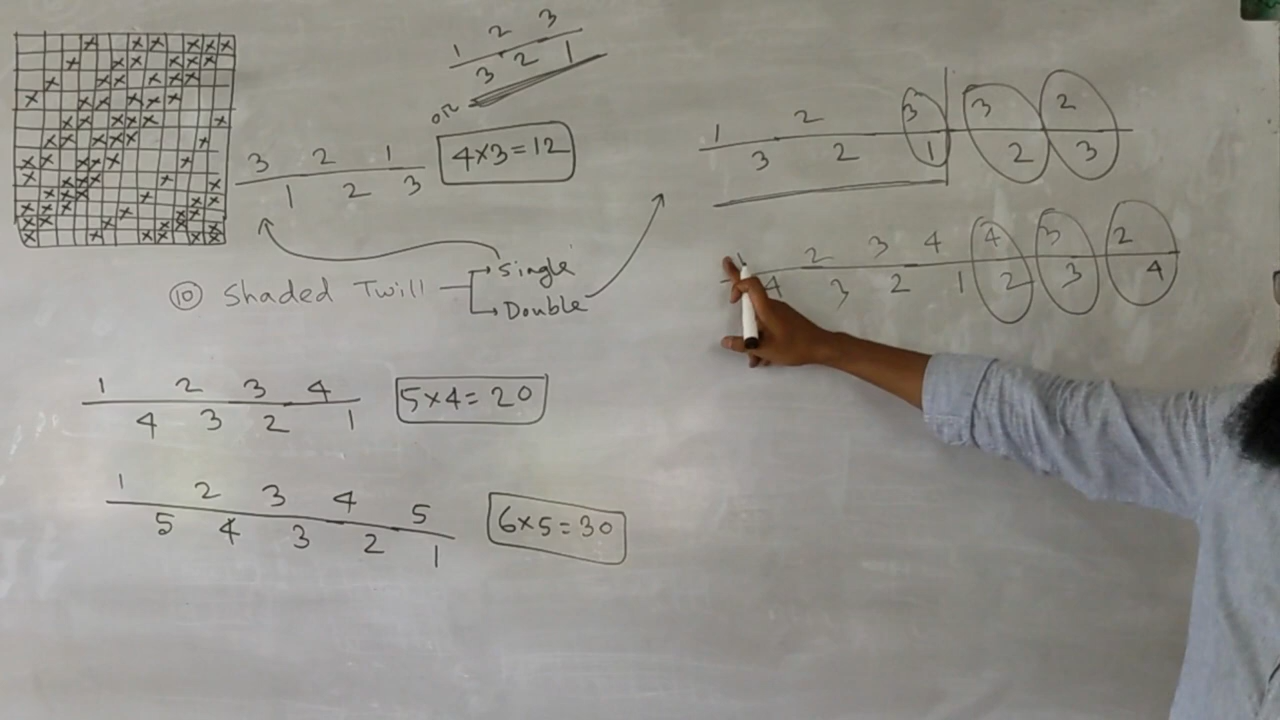 1 2 3
3 2 1
OR
3 2 1
1 2 3
4×3=12
⑩ Shaded Twill
Single
Double
1 2 3 4
4 3 2 1
5×4=20
1 2 3 4 5
5 4 3 2 1
6×5=30
1 2 3 3 2
3 2 1 2 3
2 3 4 4 3 2
4 3 2 1 2 3 4